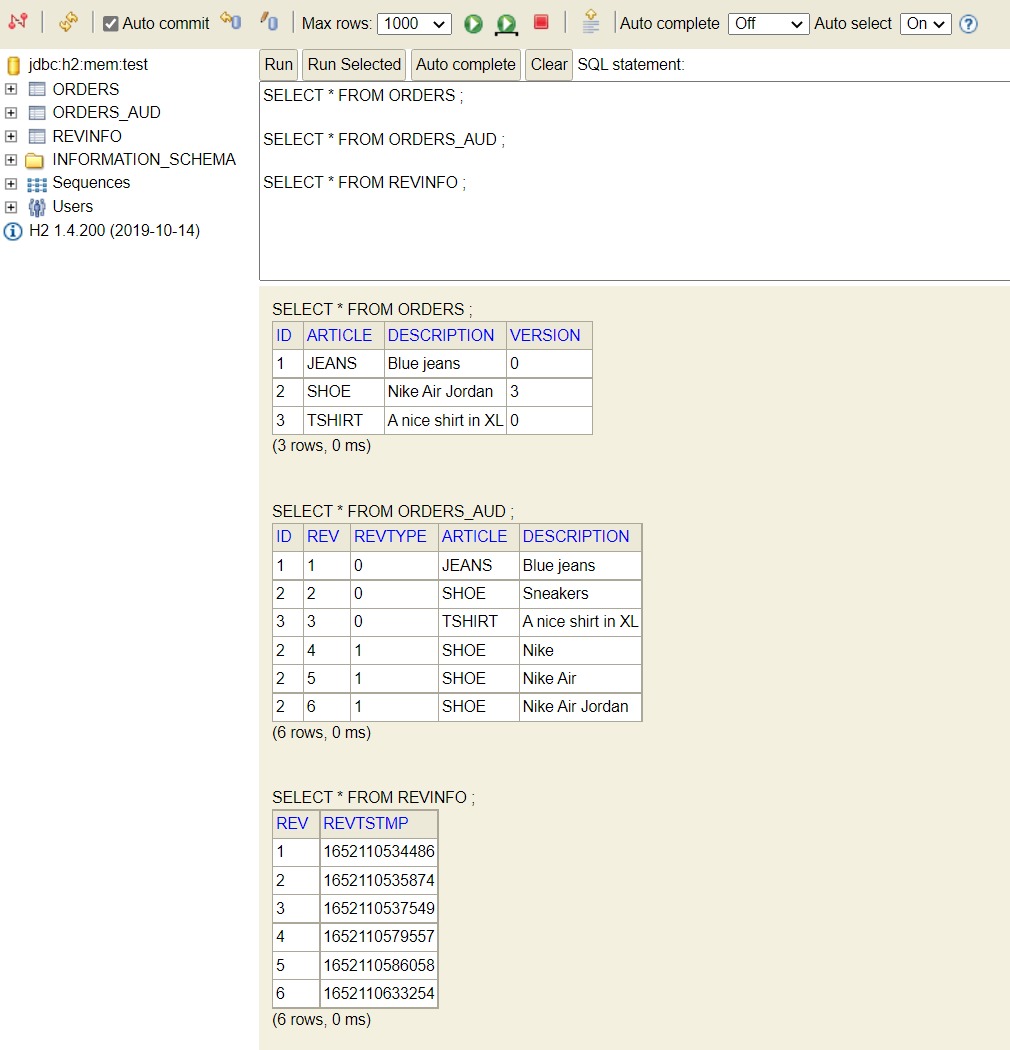 Auto commit Max rows: 1000 Auto complete Off Auto select On ?
jdbc:h2:mem:test
ORDERS
ORDERS_AUD
REVINFO
INFORMATION_SCHEMA
Sequences
Users
H2 1.4.200 (2019-10-14)
Run Run Selected Auto complete Clear SQL statement:
SELECT * FROM ORDERS ;
SELECT * FROM ORDERS_AUD ;
SELECT * FROM REVINFO ;
SELECT * FROM ORDERS ;
ID ARTICLE DESCRIPTION VERSION
1 JEANS Blue jeans 0
2 SHOE Nike Air Jordan 3
3 TSHIRT A nice shirt in XL 0
(3 rows, 0 ms)
SELECT * FROM ORDERS_AUD ;
ID REV REVTYPE ARTICLE DESCRIPTION
1 1 0 JEANS Blue jeans
2 2 0 SHOE Sneakers
3 3 0 TSHIRT A nice shirt in XL
2 4 1 SHOE Nike
2 5 1 SHOE Nike Air
2 6 1 SHOE Nike Air Jordan
(6 rows, 0 ms)
SELECT * FROM REVINFO ;
REV REVTSTMP
1 1652110534486
2 1652110535874
3 1652110537549
4 1652110579557
5 1652110586058
6 1652110633254
(6 rows, 0 ms)